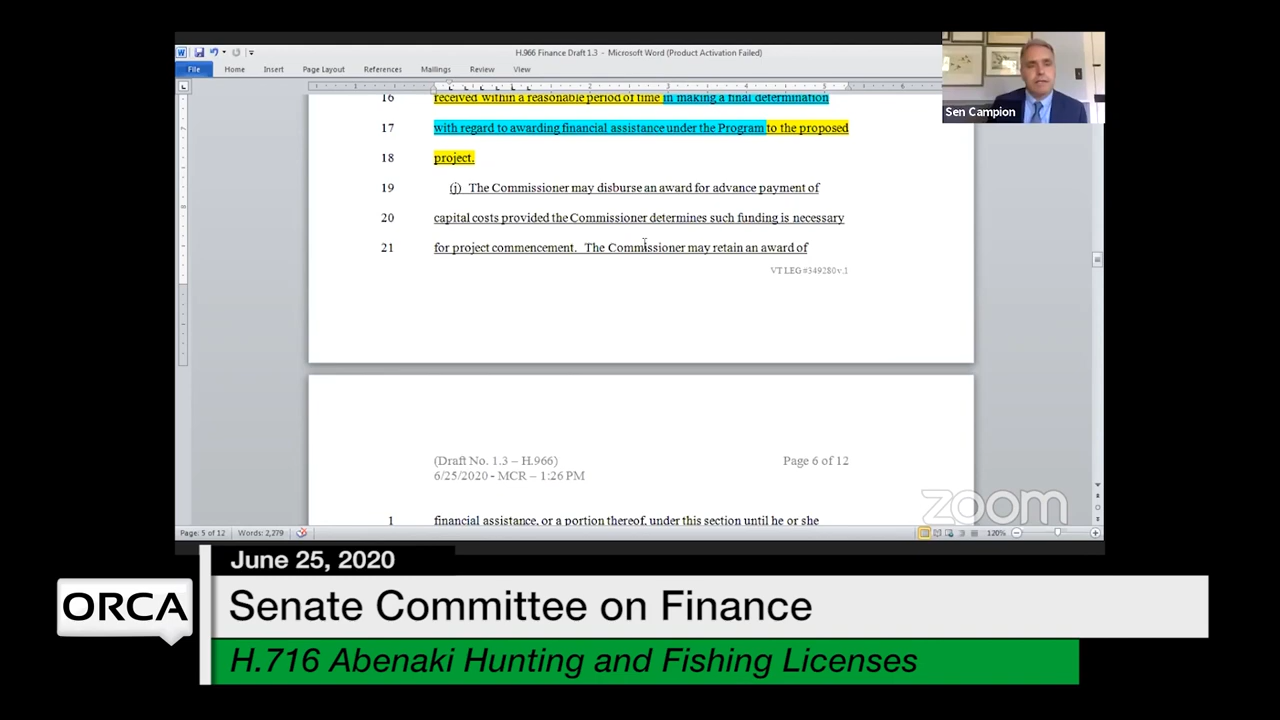 H.966 Finance Draft 1.3 - Microsoft Word (Product Activation Failed)
File Home Insert Page Layout References Mailings Review View
Sen Campion
16 received within a reasonable period of time in making a final determination
17 with regard to awarding financial assistance under the Program to the proposed
18 project.
19 (j) The Commissioner may disburse an award for advance payment of
20 capital costs provided the Commissioner determines such funding is necessary
21 for project commencement. The Commissioner may retain an award of
VT LEG #349280 v.1
(Draft No. 1.3 – H.966) Page 6 of 12
6/25/2020 - MCR – 1:26 PM
1 financial assistance, or a portion thereof, under this section until he or she
zoom
Page: 5 of 12 Words: 2,279 120%
June 25, 2020
ORCA
Senate Committee on Finance
H.716 Abenaki Hunting and Fishing Licenses